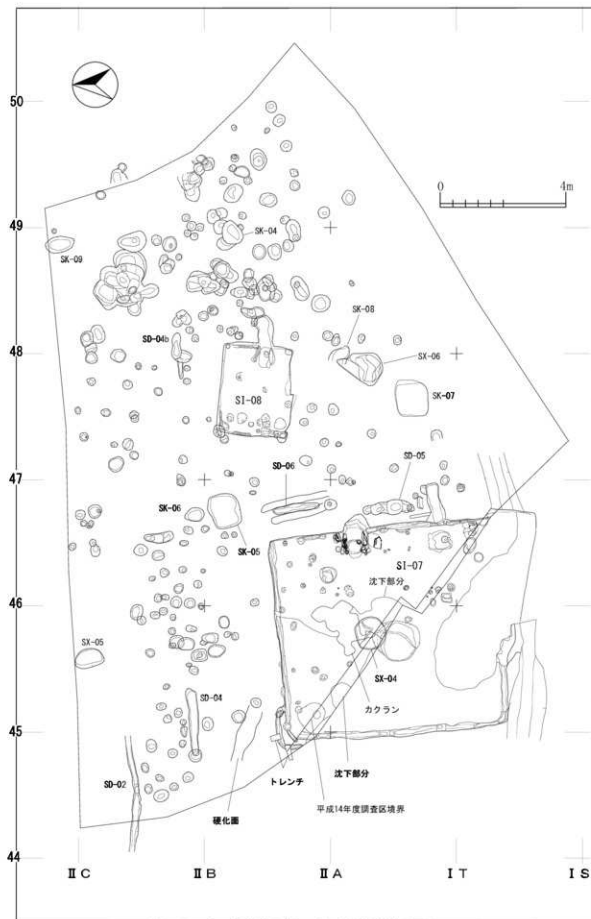 50
0
4m
49
SK-04
SK-09
SK-08
48
SD-04b
SX-06
SI-08
SK-07
47
SD-06
SD-05
SK-06
SK-05
SI-07
沈下部分
46
SX-05
SX-04
カクラン
SD-04
45
トレンチ
沈下部分
SD-02
硬化面
平成14年度調査区境界
44
ⅡC
ⅡB
ⅡA
ⅠT
ⅠS